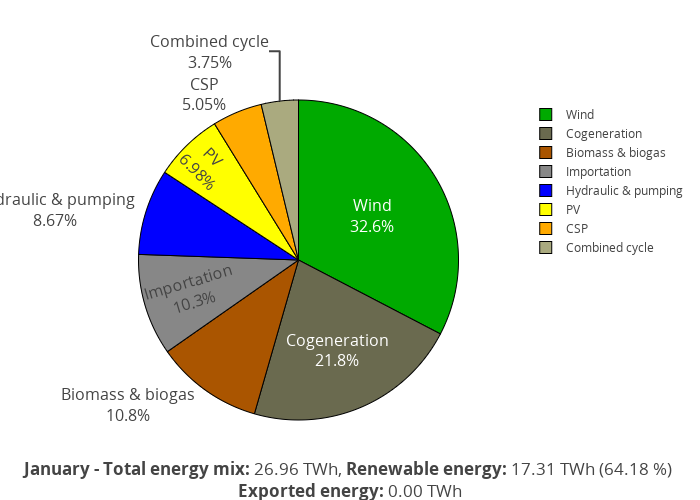 Combined cycle
3.75%
CSP
5.05%
PV
6.98%
draulic & pumping
8.67%
Importation
10.3%
Biomass & biogas
10.8%
Wind
32.6%
Cogeneration
21.8%
Wind
Cogeneration
Biomass & biogas
Importation
Hydraulic & pumping
PV
CSP
Combined cycle
January - Total energy mix: 26.96 TWh, Renewable energy: 17.31 TWh (64.18 %)
Exported energy: 0.00 TWh